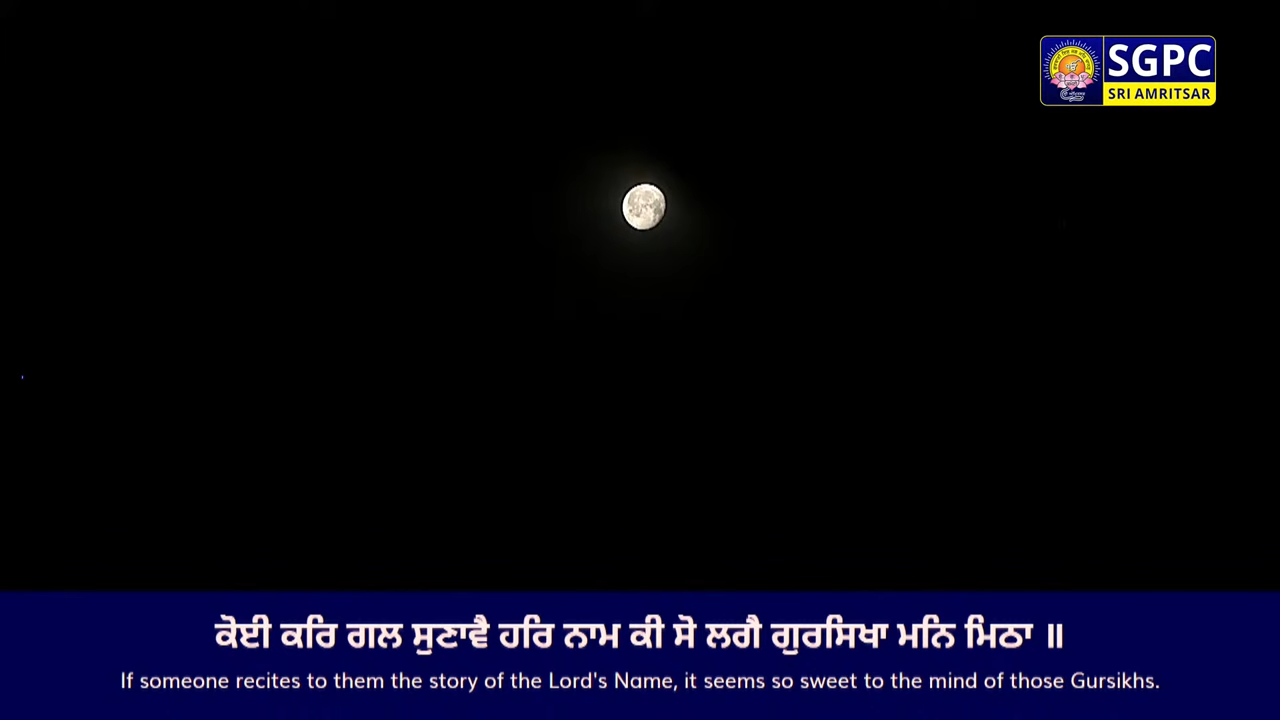 SGPC
SRI AMRITSAR
ਕੋਈ ਕਰਿ ਗਲ ਸੁਣਾਵੈ ਹਰਿ ਨਾਮ ਕੀ ਸੋ ਲਗੈ ਗੁਰਸਿਖਾ ਮਨਿ ਮਿਠਾ ॥
If someone recites to them the story of the Lord's Name, it seems so sweet to the mind of those Gursikhs.